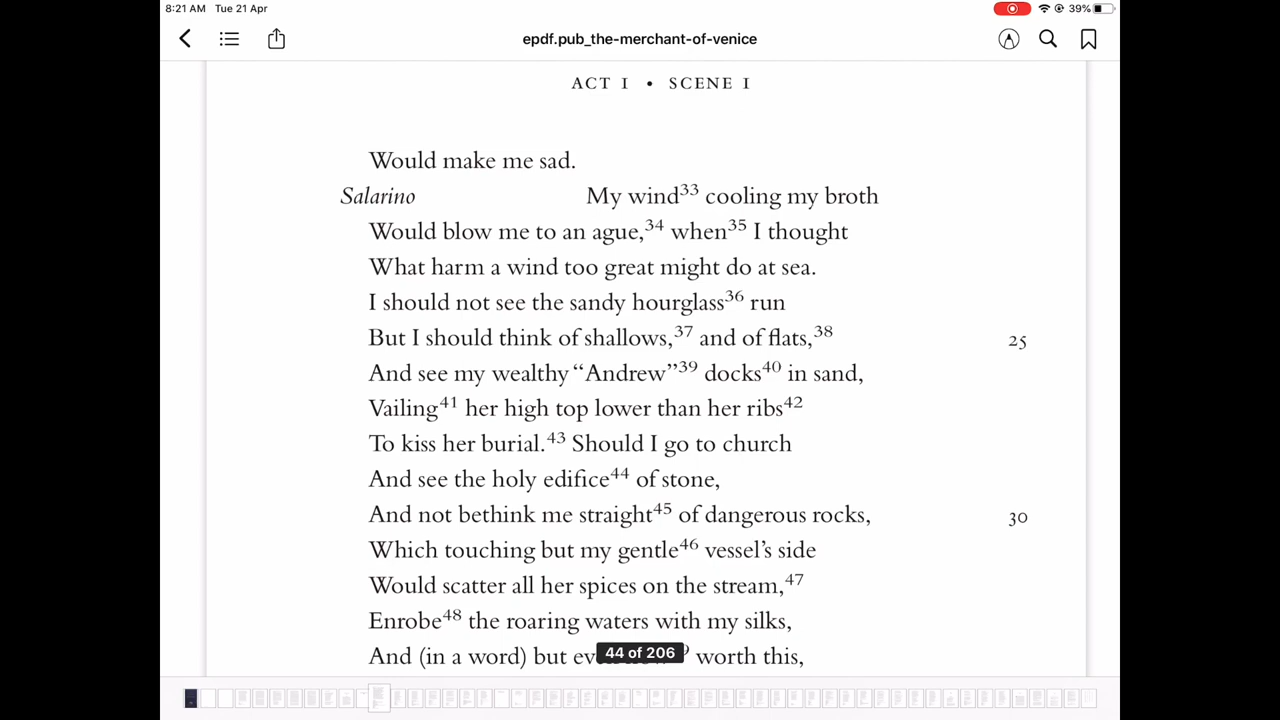 8:21 AM Tue 21 Apr 39%
epdf.pub_the-merchant-of-venice
ACT I • SCENE I
Would make me sad.
Salarino My wind33 cooling my broth
Would blow me to an ague,34 when35 I thought
What harm a wind too great might do at sea.
I should not see the sandy hourglass36 run
But I should think of shallows,37 and of flats,38 25
And see my wealthy “Andrew”39 docks40 in sand,
Vailing41 her high top lower than her ribs42
To kiss her burial.43 Should I go to church
And see the holy edifice44 of stone,
And not bethink me straight45 of dangerous rocks, 30
Which touching but my gentle46 vessel’s side
Would scatter all her spices on the stream,47
Enrobe48 the roaring waters with my silks,
And (in a word) but worth this,
44 of 206